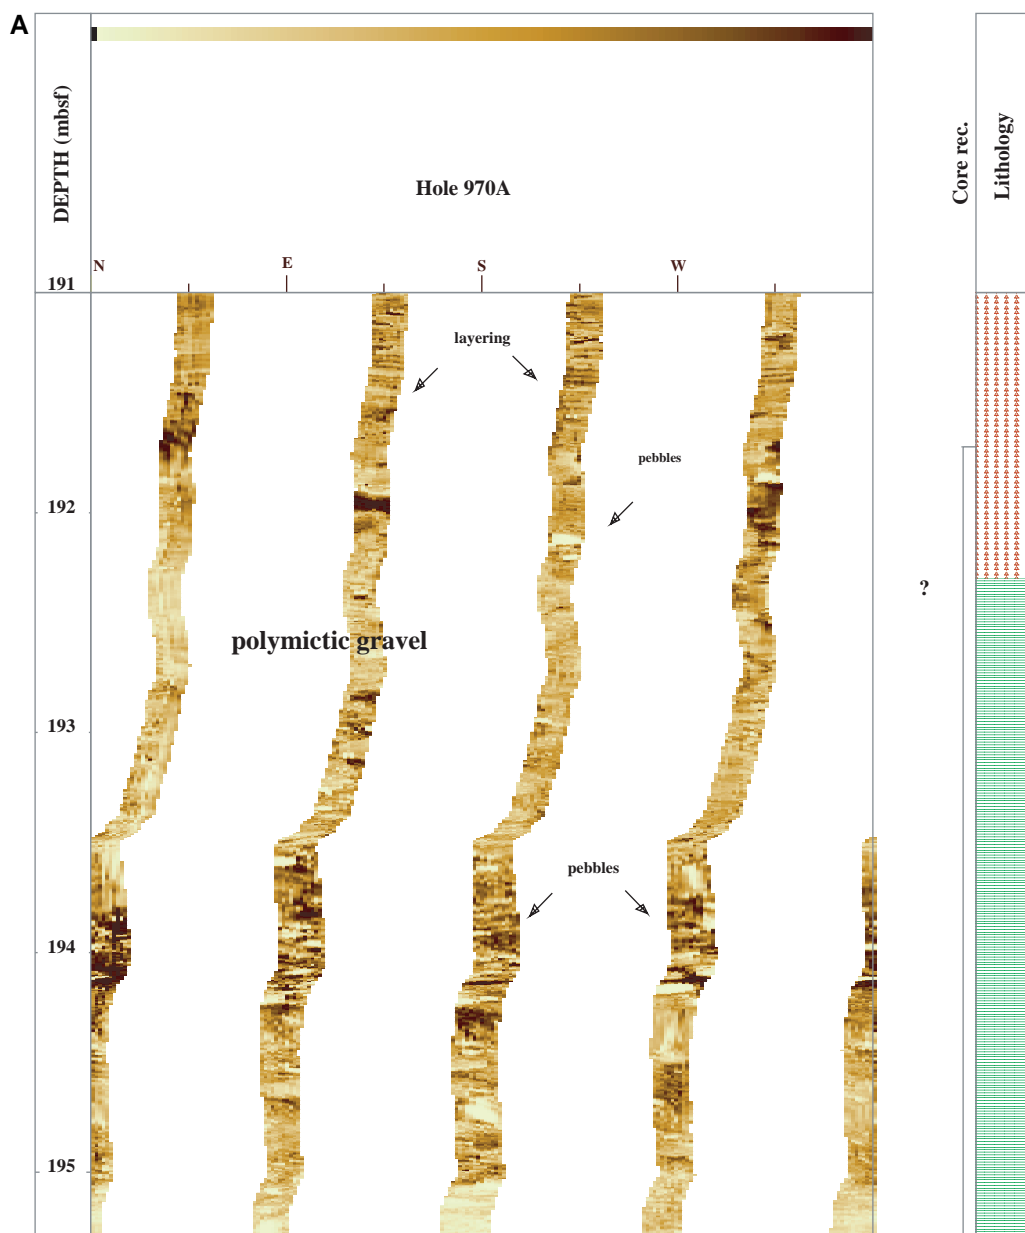 A
DEPTH (mbsf)
Hole 970A
Core rec.
Lithology
N
E
S
W
191
layering
pebbles
192
?
polymictic gravel
193
pebbles
194
195